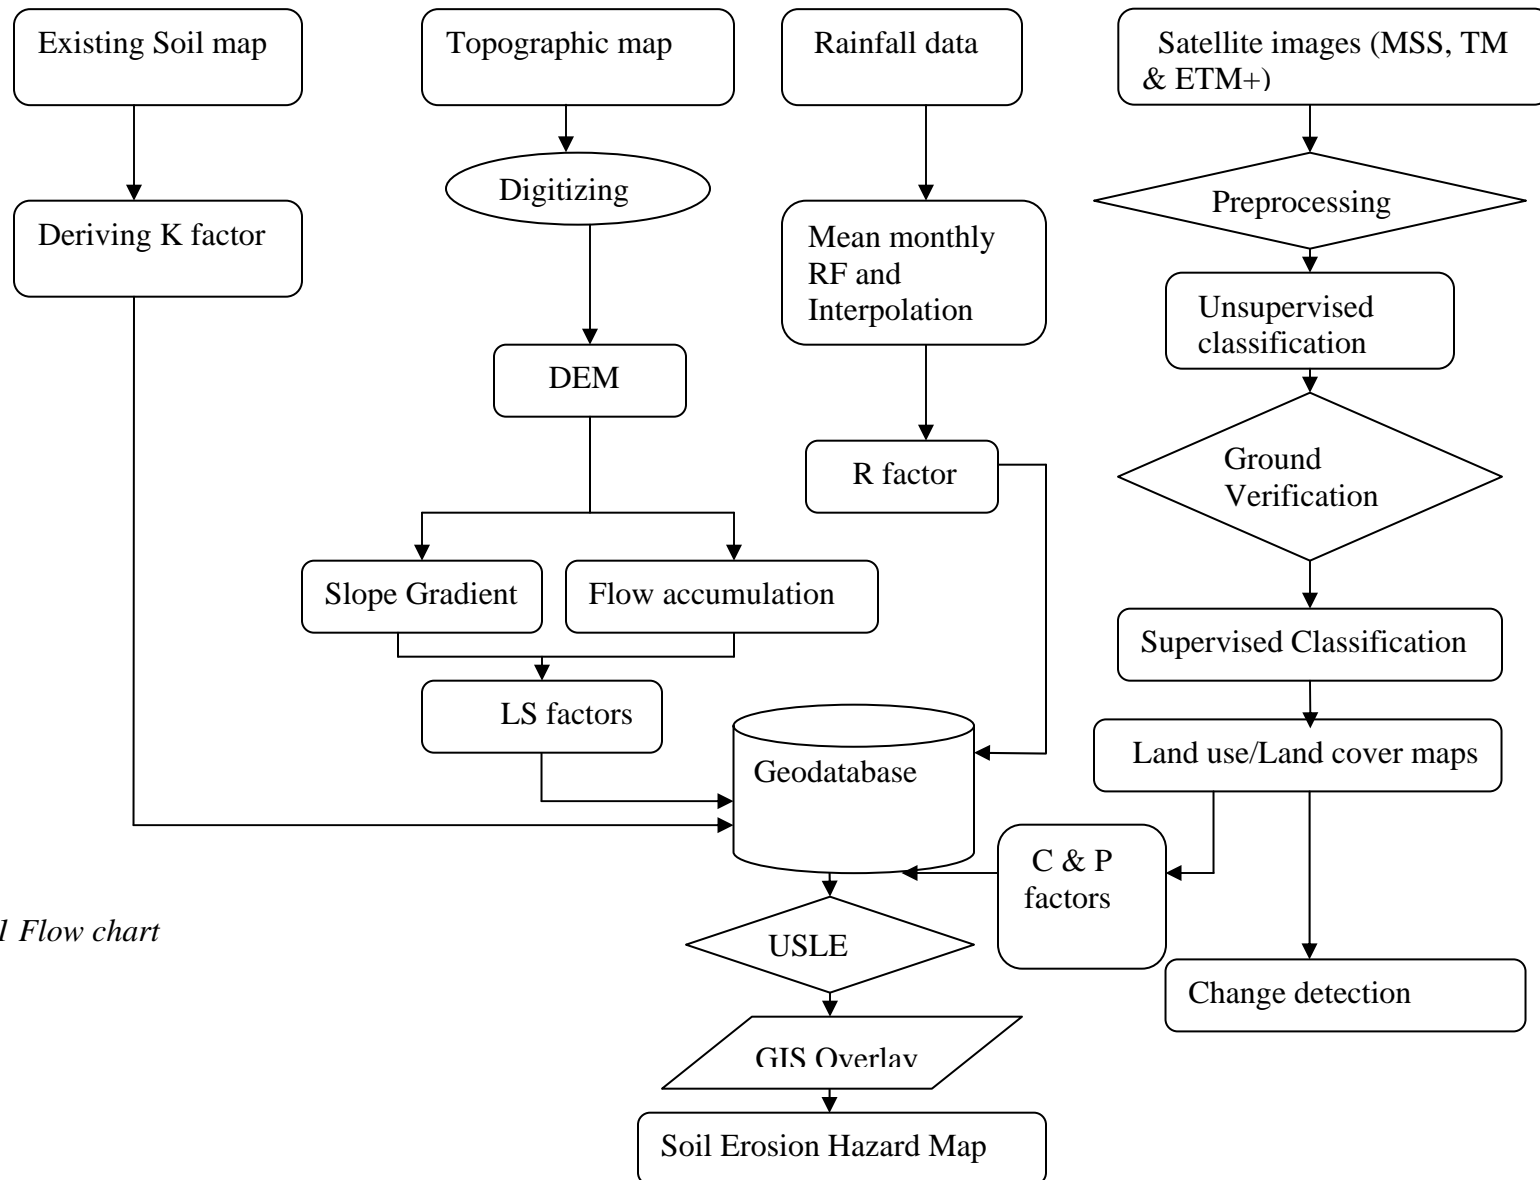 Existing Soil map
Topographic map
Rainfall data
Satellite images (MSS, TM
& ETM+)
Digitizing
Preprocessing
Deriving K factor
Mean monthly
RF and
Interpolation
Unsupervised
classification
DEM
R factor
Ground
Verification
Slope Gradient
Flow accumulation
Supervised Classification
LS factors
Geodatabase
Land use/Land cover maps
C & P
factors
1 Flow chart
USLE
Change detection
GIS Overlay
Soil Erosion Hazard Map